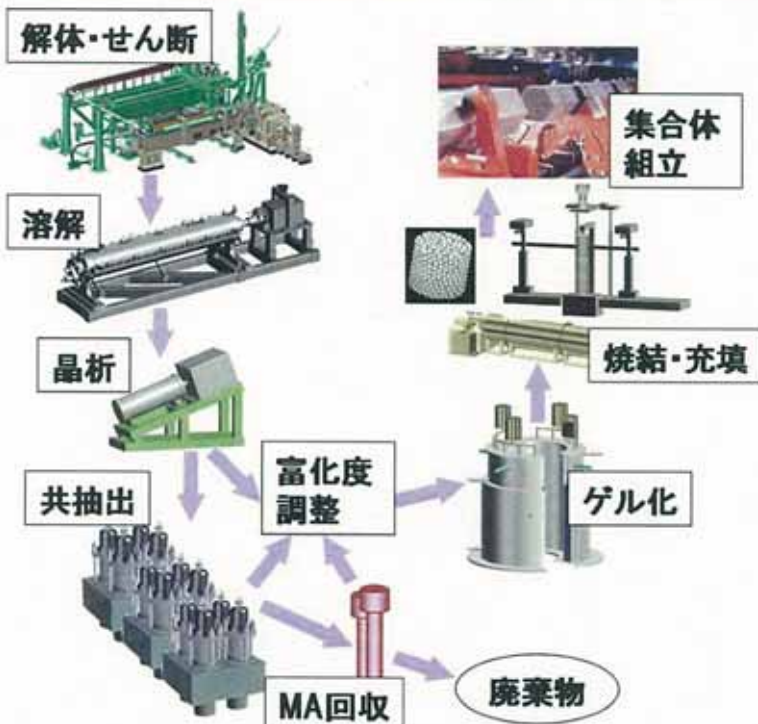 解体・せん断
溶解
晶析
共抽出
MA回収
廃棄物
富化度
調整
ゲル化
焼結・充填
集合体
組立